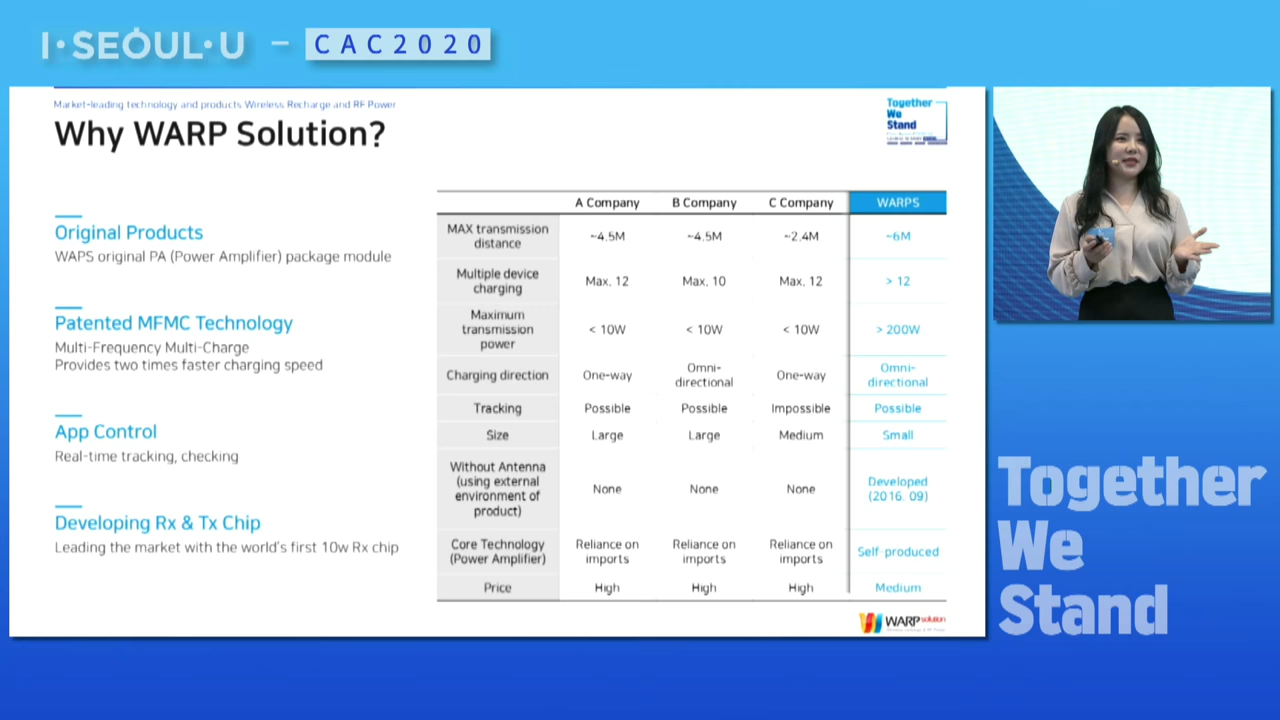 I·SEOUL·U – CAC2020
Market-leading technology and products Wireless Recharge and RF Power
Why WARP Solution?
Together
We
Stand
Original Products
WAPS original PA (Power Amplifier) package module
Patented MFMC Technology
Multi-Frequency Multi-Charge
Provides two times faster charging speed
App Control
Real-time tracking, checking
Developing Rx & Tx Chip
Leading the market with the world's first 10w Rx chip
A Company B Company C Company WARPS
MAX transmission
distance
~4.5M ~4.5M ~2.4M ~6M
Multiple device
charging
Max. 12 Max. 10 Max. 12 > 12
Maximum
transmission
power
< 10W < 10W < 10W > 200W
Charging direction One-way Omni-
directional One-way Omni-
directional
Tracking Possible Possible Impossible Possible
Size Large Large Medium Small
Without Antenna
(using external
environment of
product)
None None None Developed
(2016. 09)
Core Technology
(Power Amplifier)
Reliance on
imports
Reliance on
imports
Reliance on
imports
Self-produced
Price High High High Medium
WARP solution
Together
We
Stand